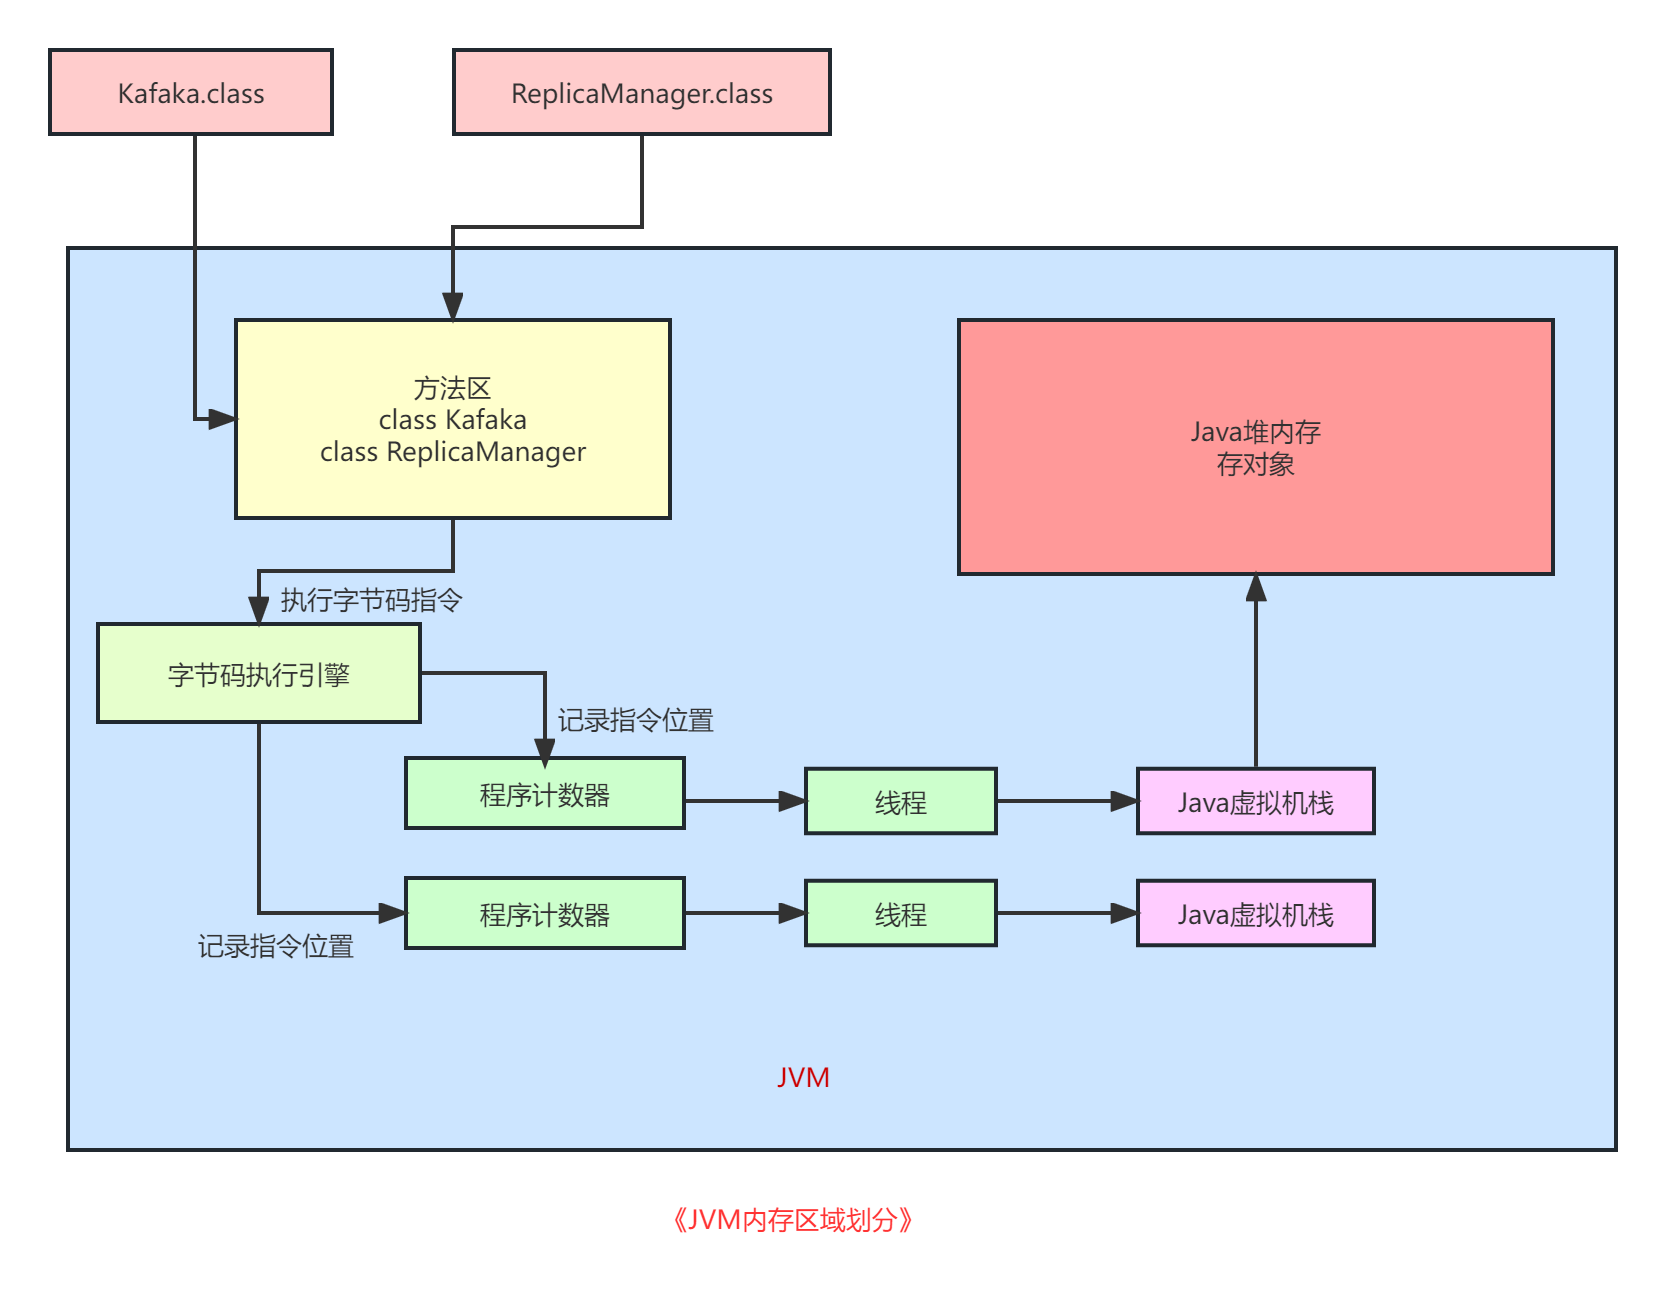 Kafaka.class
ReplicaManager.class
方法区
class Kafaka
class ReplicaManager
Java堆内存
存对象
执行字节码指令
字节码执行引擎
记录指令位置
程序计数器
线程
Java虚拟机栈
程序计数器
线程
Java虚拟机栈
记录指令位置
JVM
《JVM内存区域划分》